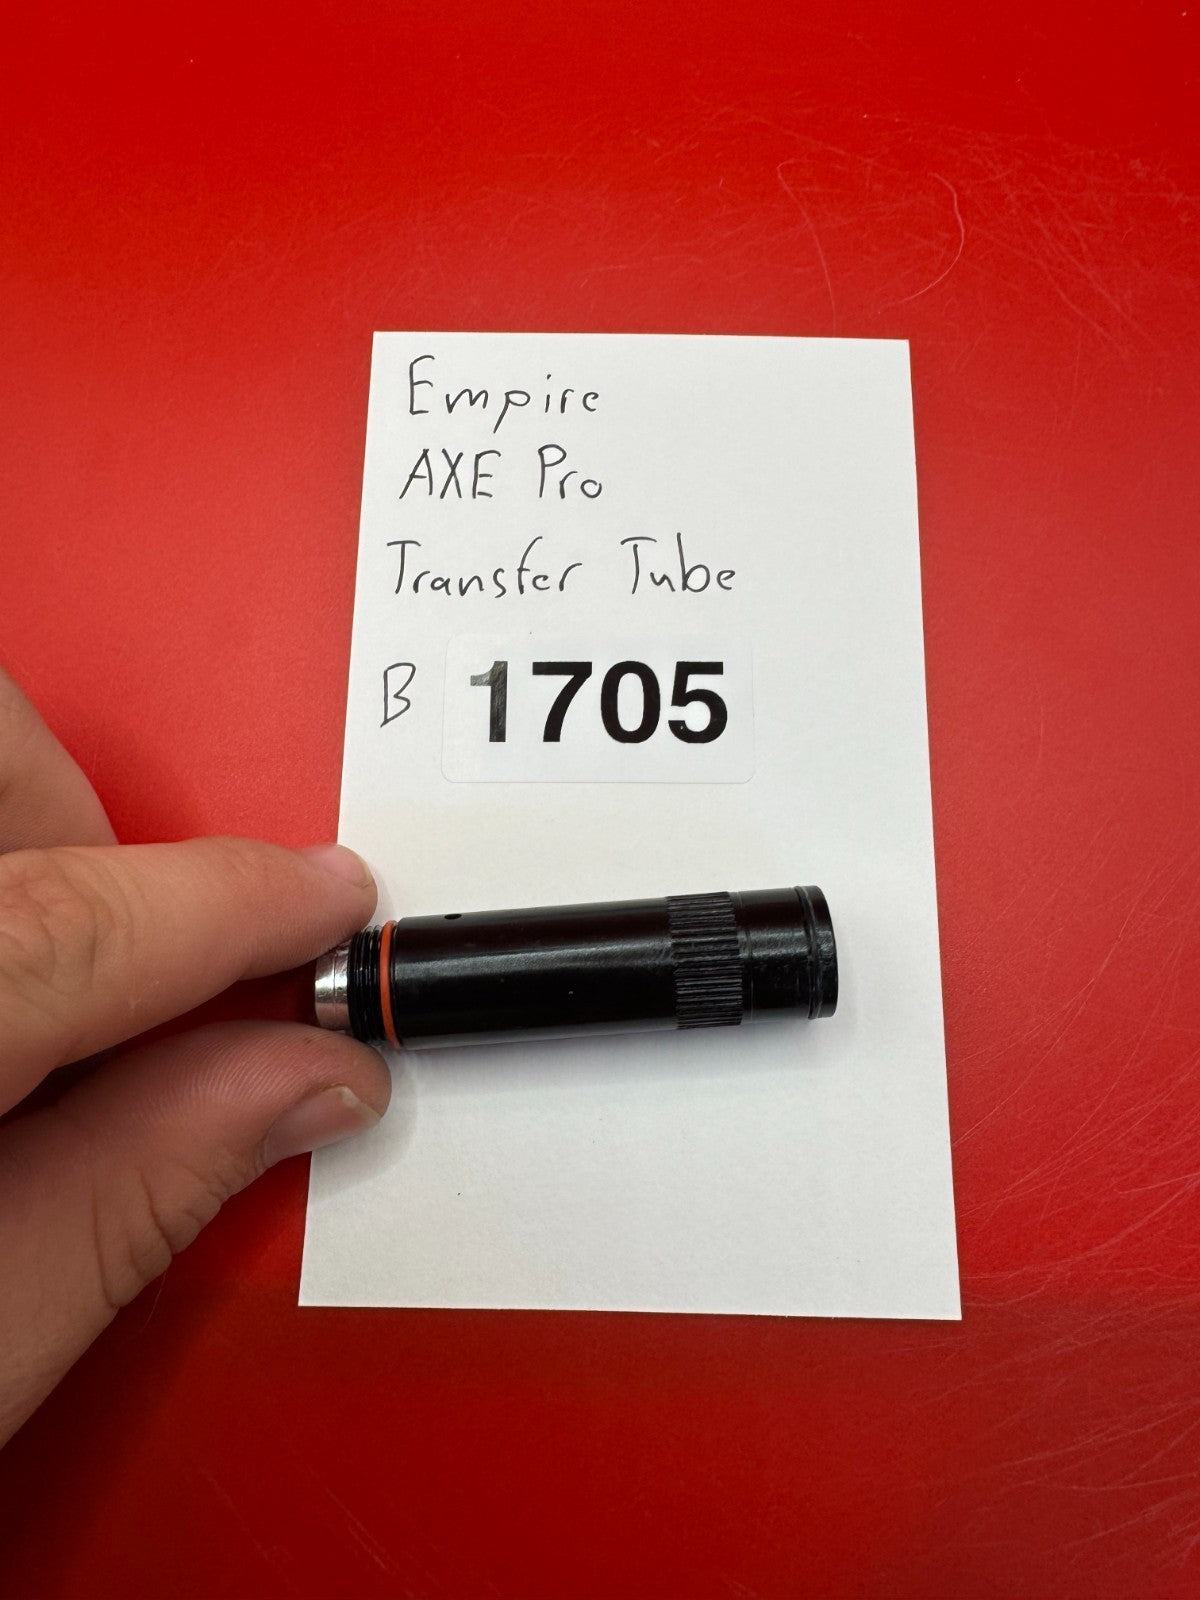 Empire
AXE Pro
Transfer Tube
B 1705